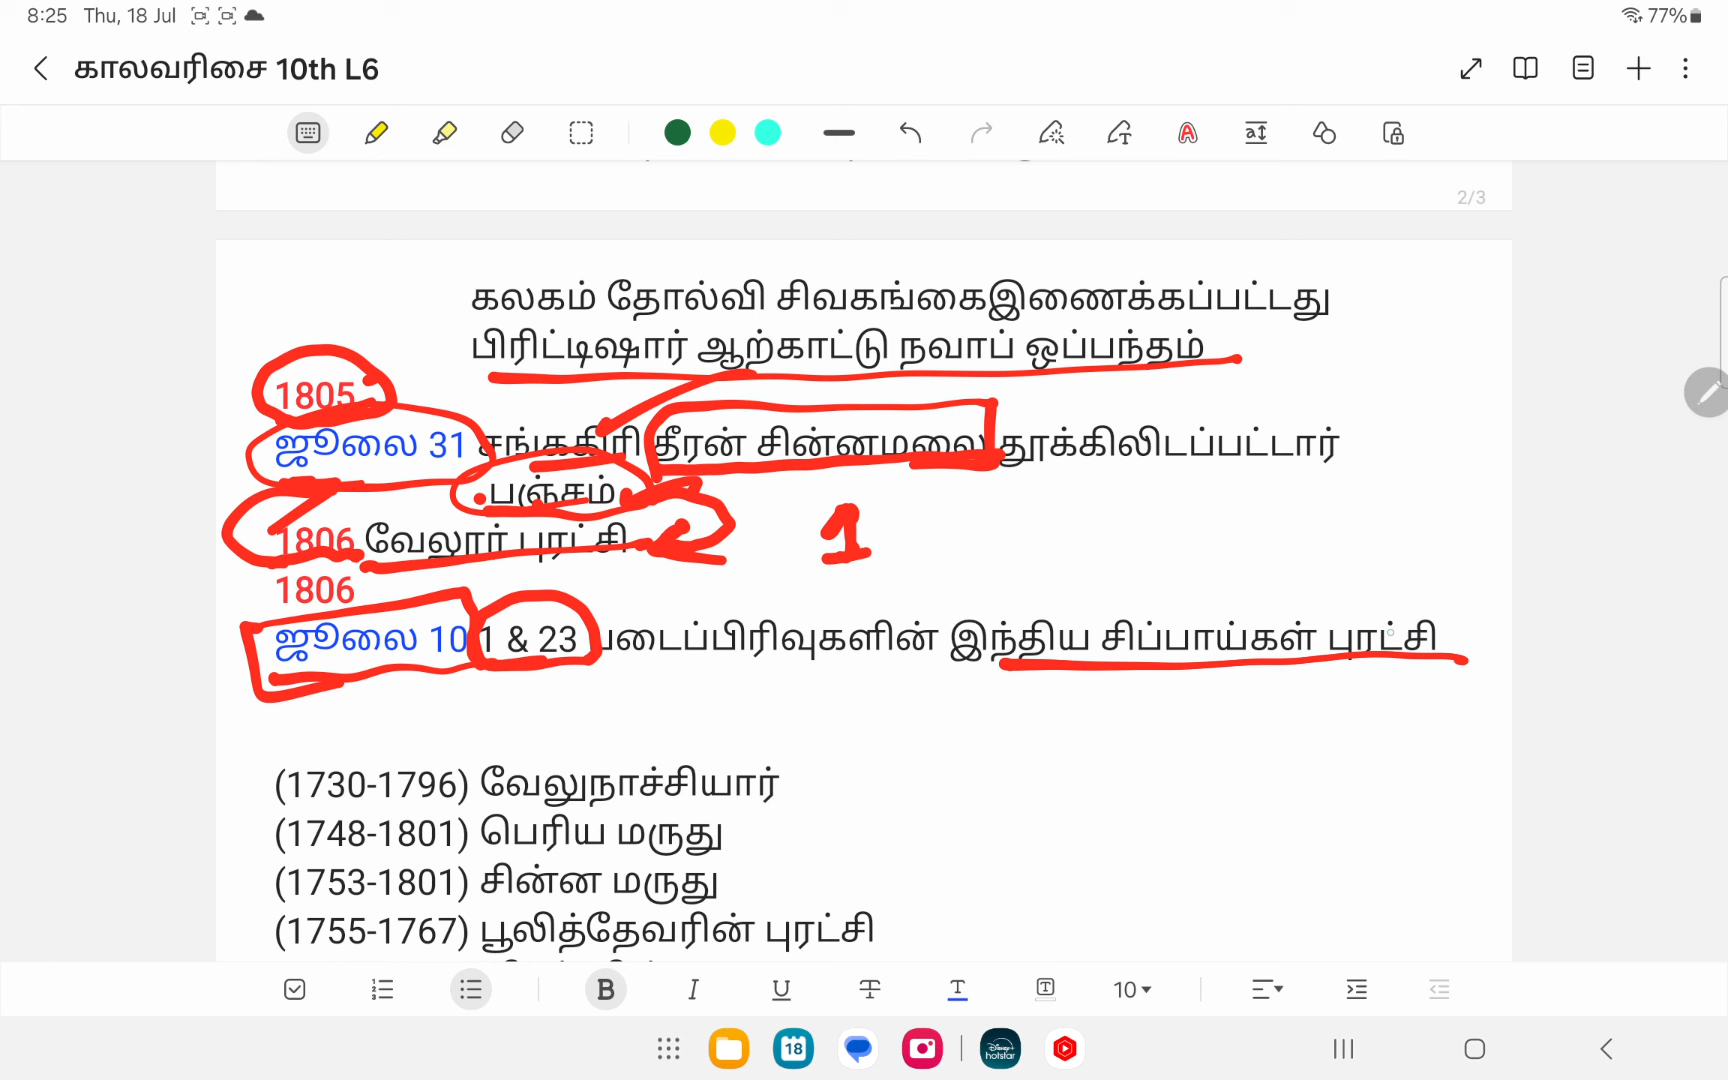 8:25 Thu, 18 Jul 77%
காலவரிசை 10th L6
2/3
கலகம் தோல்வி சிவகங்கைஇணைக்கப்பட்டது
பிரிட்டிஷார் ஆற்காட்டு நவாப் ஒப்பந்தம்
1805
ஜூலை 31 சங்ககிரி தீரன் சின்னமலை தூக்கிலிடப்பட்டார்
பஞ்சம்
1806 வேலூர் புரட்சி 1
1806
ஜூலை 10 1 & 23 படைப்பிரிவுகளின் இந்திய சிப்பாய்கள் புரட்சி
(1730-1796) வேலுநாச்சியார்
(1748-1801) பெரிய மருது
(1753-1801) சின்ன மருது
(1755-1767) பூலித்தேவரின் புரட்சி
B I U T T T 10
18
Disney+ hotstar